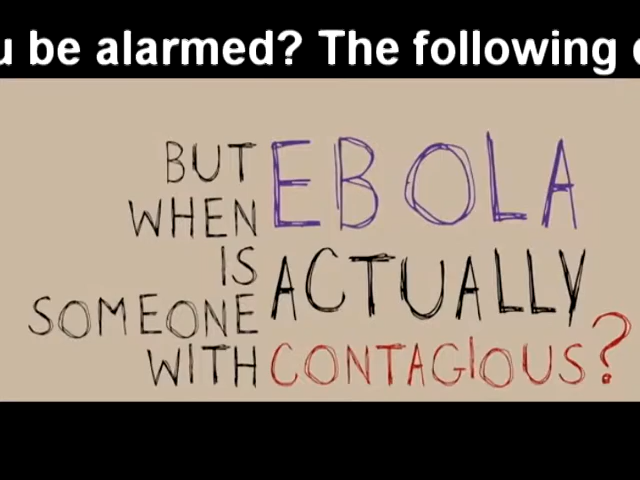 be alarmed? The following
BUT
WHEN
IS
SOMEONE
WITH
EBOLA
ACTUALLY
CONTAGIOUS?